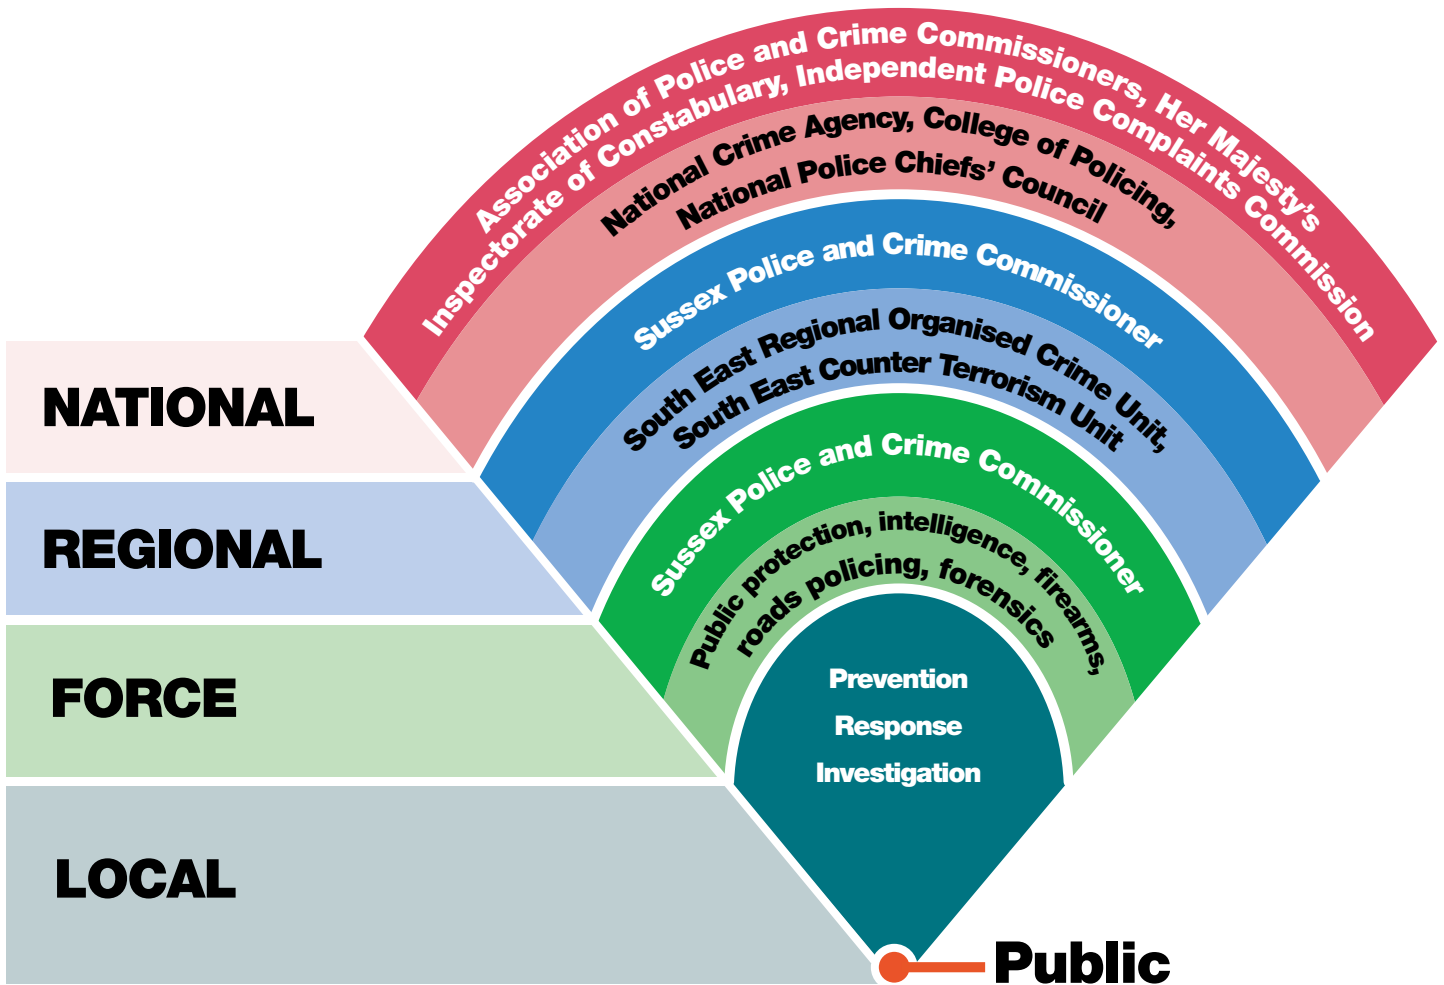 Association of Police and Crime Commissioners, Her Majesty’s
Inspectorate of Constabulary, Independent Police Complaints Commission
National Crime Agency, College of Policing,
National Police Chiefs’ Council
Sussex Police and Crime Commissioner
South East Regional Organised Crime Unit,
South East Counter Terrorism Unit
Sussex Police and Crime Commissioner
Public protection, intelligence, firearms,
roads policing, forensics
Prevention
Response
Investigation
NATIONAL
REGIONAL
FORCE
LOCAL
Public